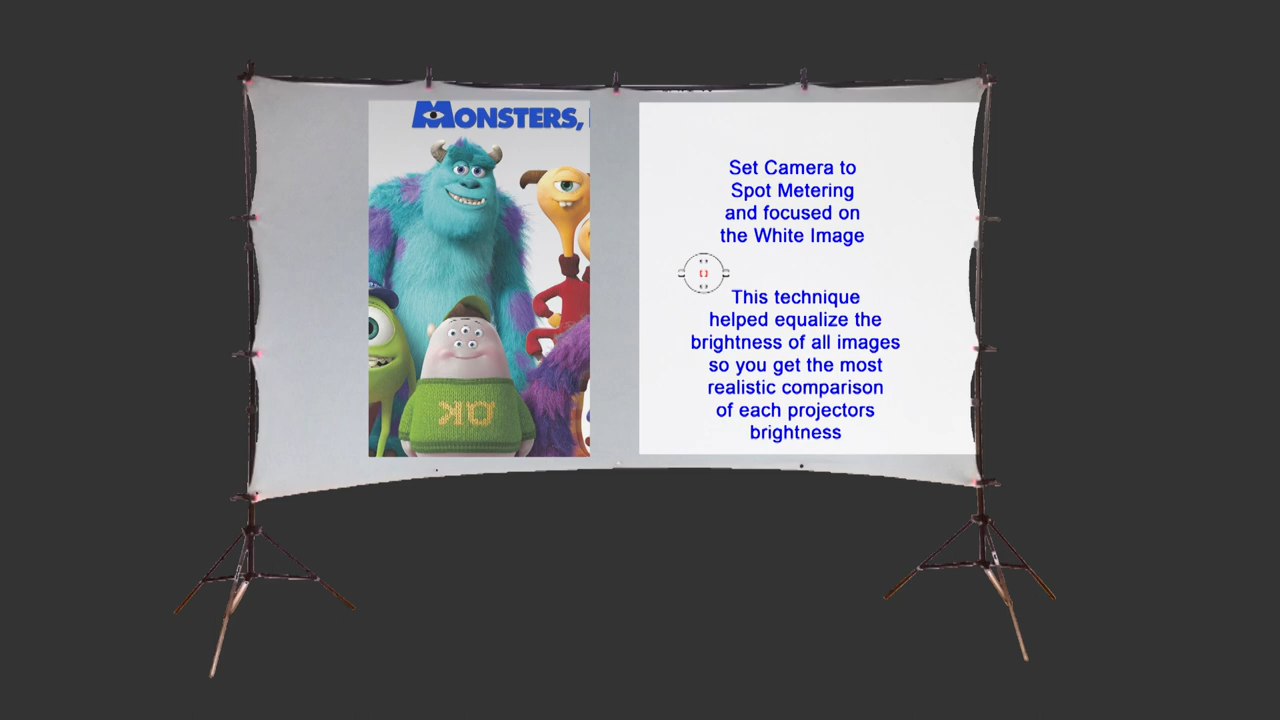 MONSTERS,
OK
Set Camera to
Spot Metering
and focused on
the White Image
This technique
helped equalize the
brightness of all images
so you get the most
realistic comparison
of each projectors
brightness